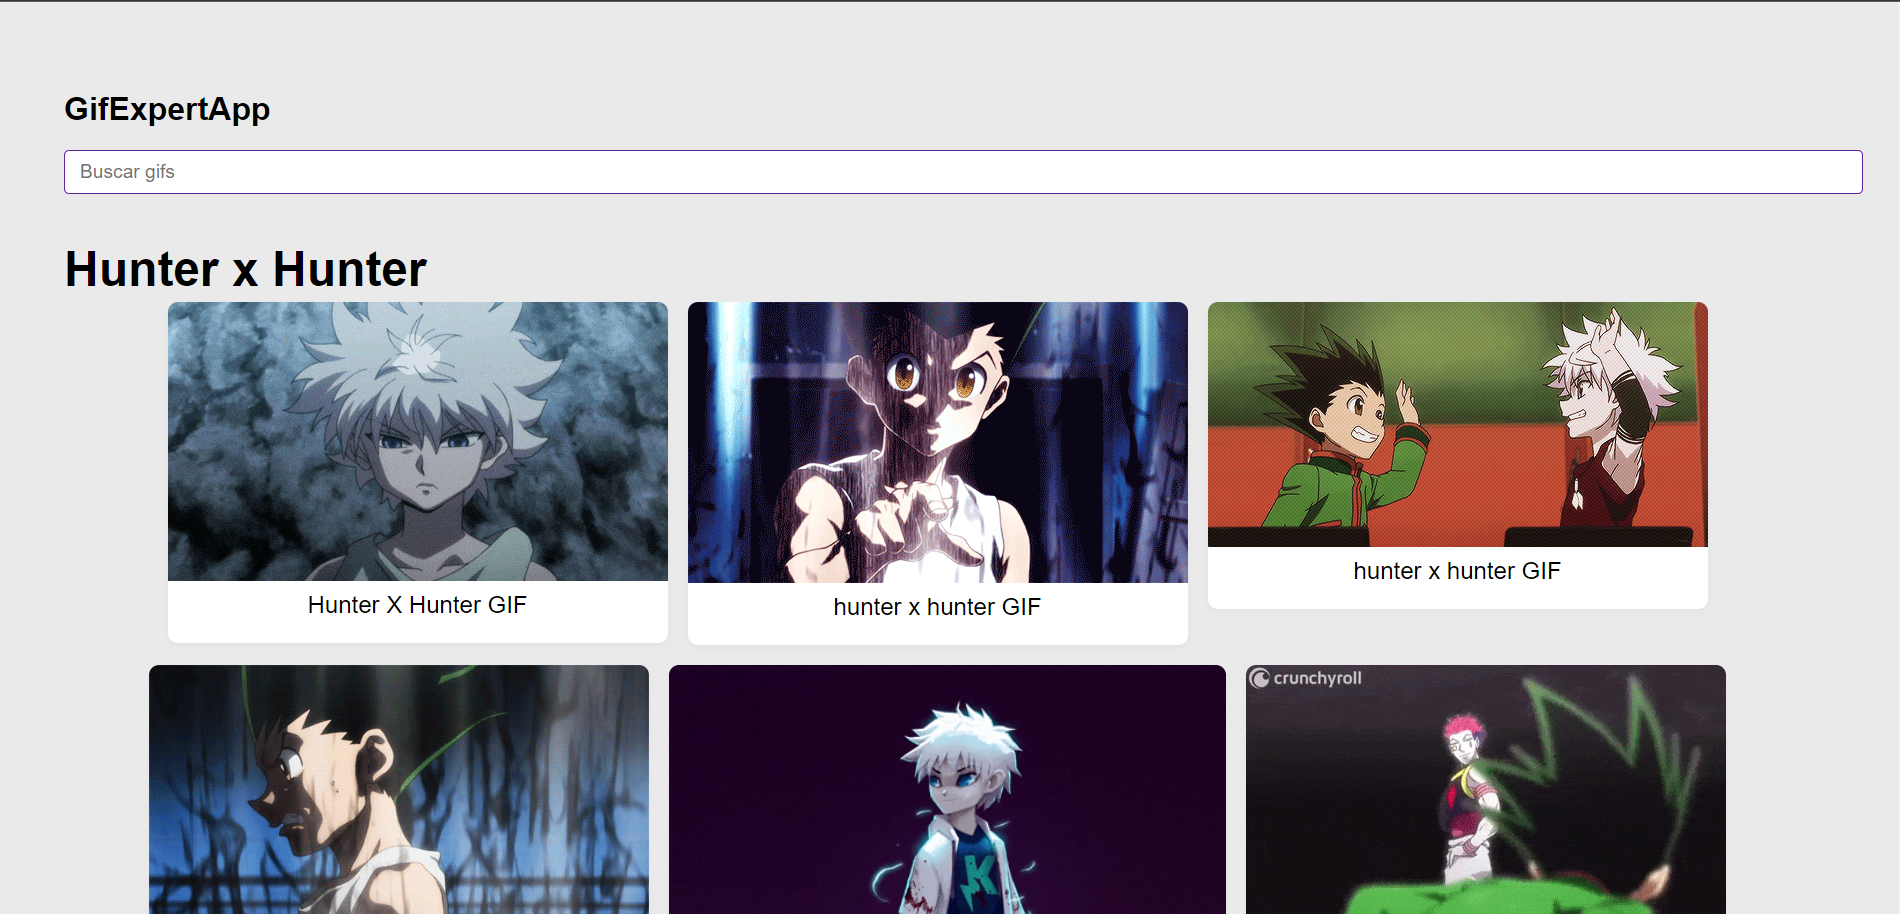 GifExpertApp
Buscar gifs
Hunter x Hunter
Hunter X Hunter GIF
hunter x hunter GIF
hunter x hunter GIF
crunchyroll
K